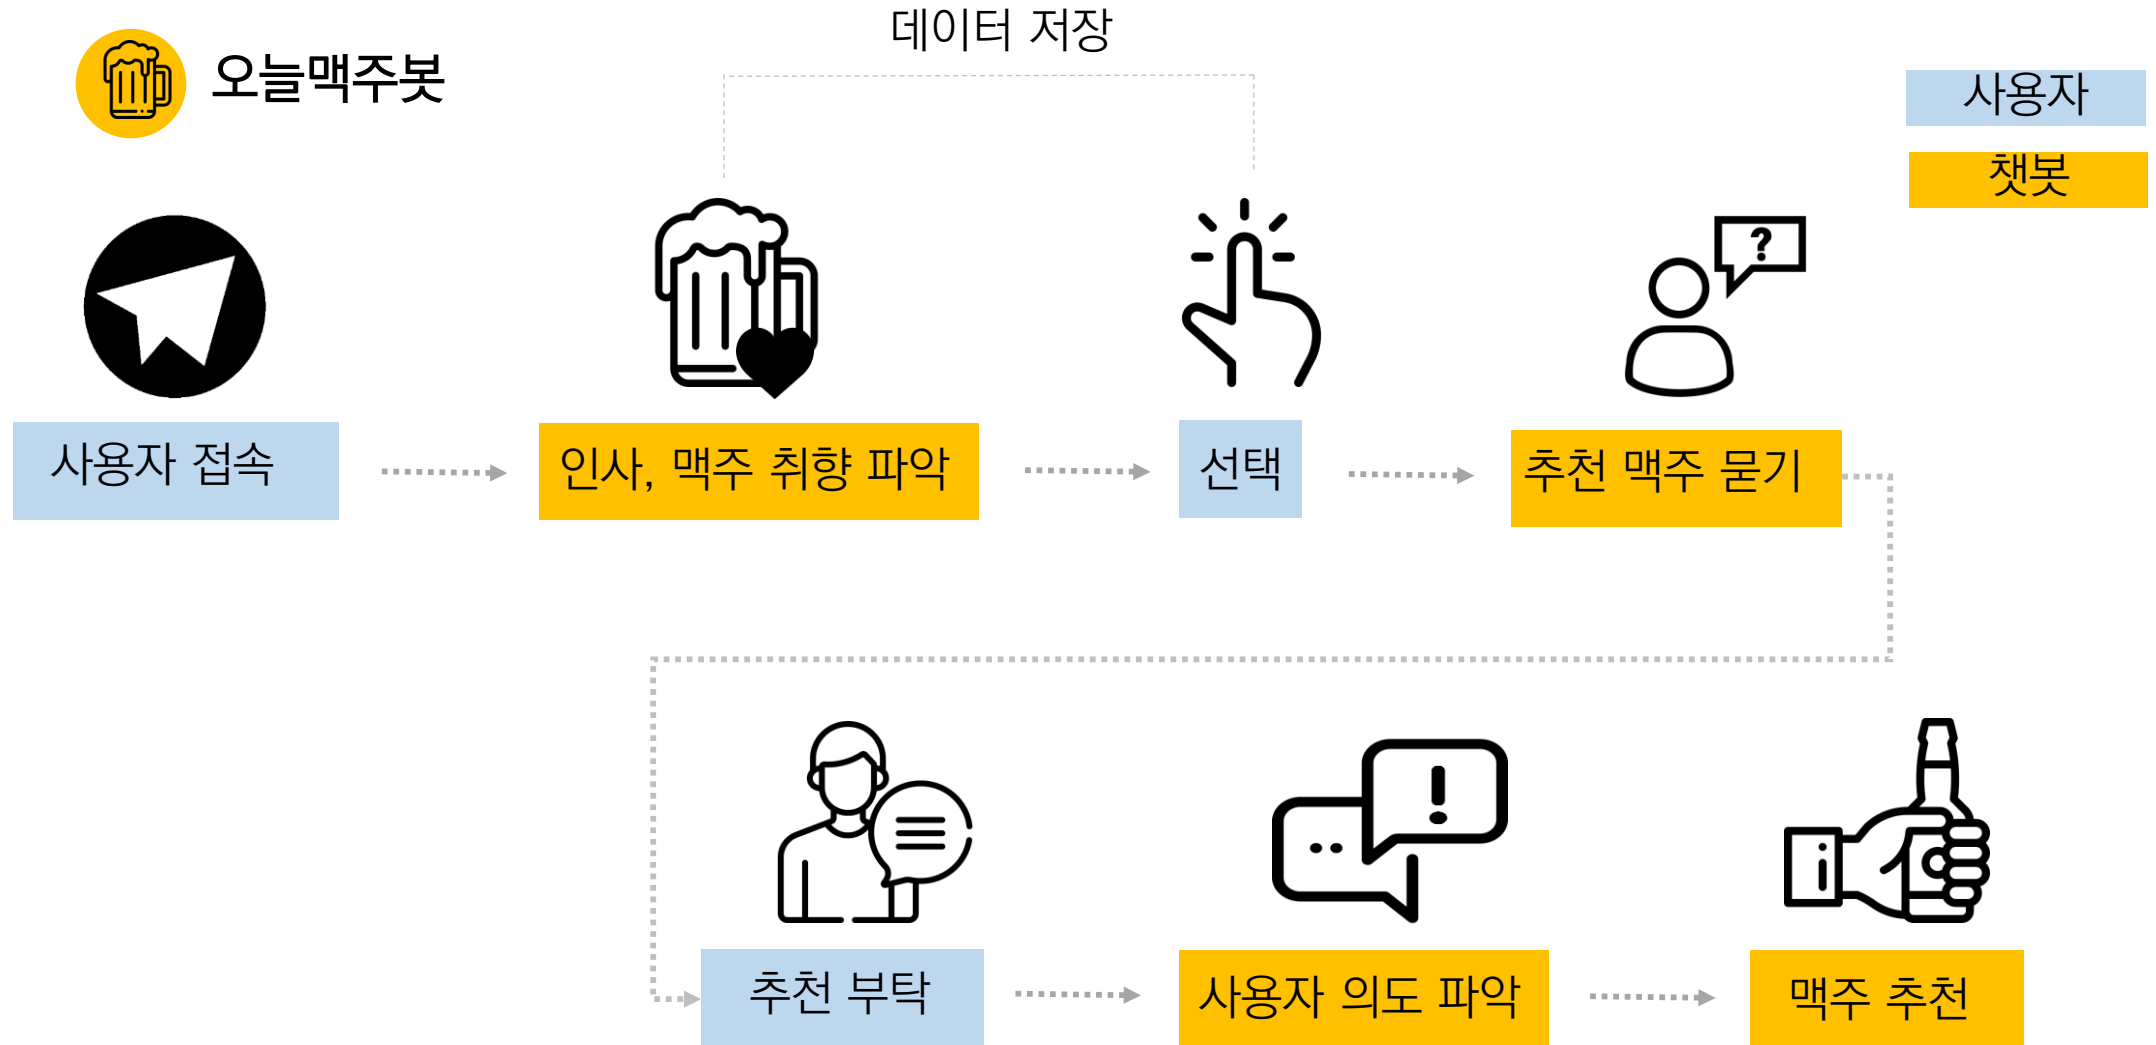 데이터 저장
오늘맥주봇
사용자
챗봇
?
사용자 접속
인사, 맥주 취향 파악
선택
추천 맥주 묻기
!
추천 부탁
사용자 의도 파악
맥주 추천